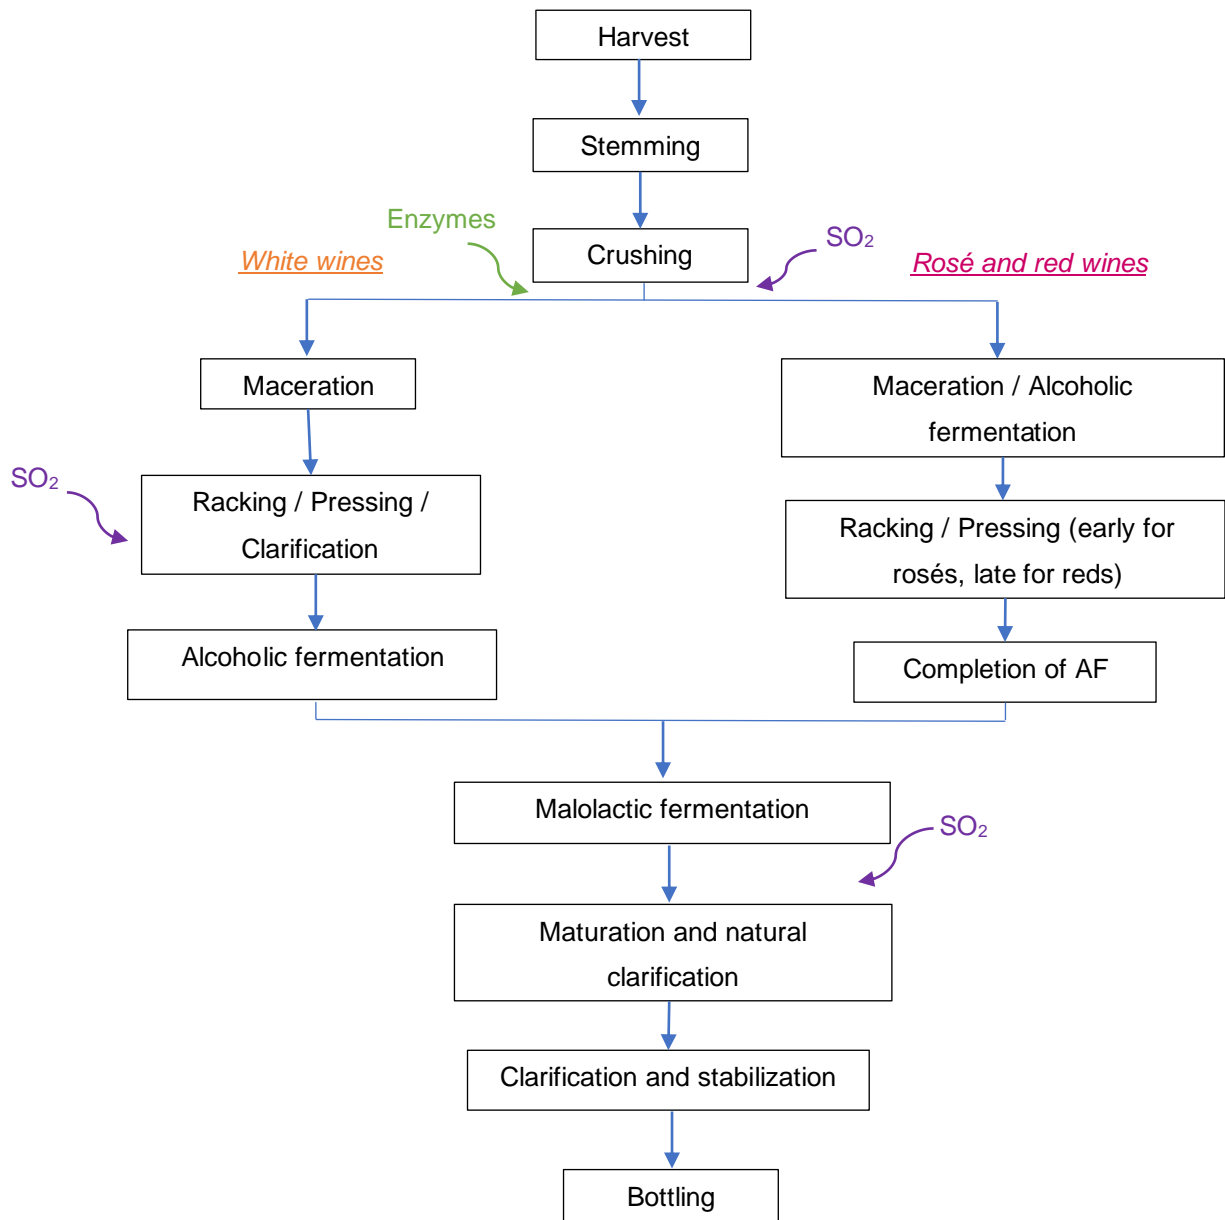 Harvest
Stemming
Enzymes
SO₂
Crushing
White wines
Rosé and red wines
Maceration
Maceration / Alcoholic
fermentation
SO₂
Racking / Pressing /
Clarification
Racking / Pressing (early for
rosés, late for reds)
Alcoholic fermentation
Completion of AF
Malolactic fermentation
SO₂
Maturation and natural
clarification
Clarification and stabilization
Bottling